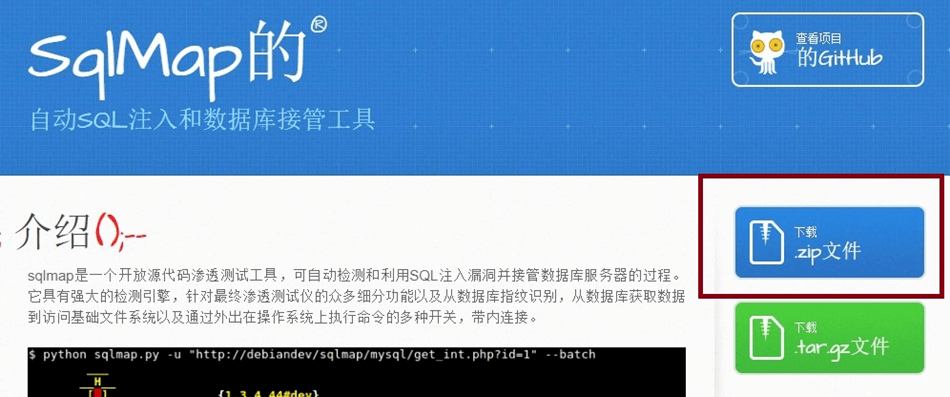 SqlMap的®
自动SQL注入和数据库接管工具
查看项目
的GitHub
介绍();--
sqlmap是一个开放源代码渗透测试工具，可自动检测和利用SQL注入漏洞并接管数据库服务器的过程。
它具有强大的检测引擎，针对最终渗透测试仪的众多细分功能以及从数据库指纹识别，从数据库获取数据
到访问基础文件系统以及通过外出在操作系统上执行命令的多种开关，带内连接。
下载
.zip文件
下载
.tar.gz文件
$ python sqlmap.py -u "http://debiandev/sqlmap/mysql/get_int.php?id=1" --batch
H
{1.3.4.44#dev}